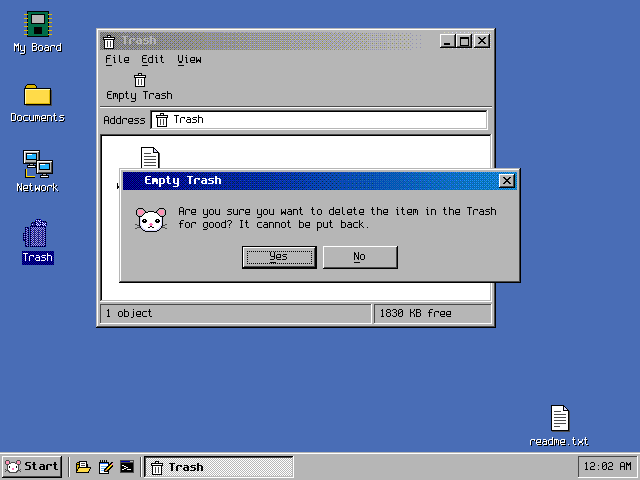 My Board
Documents
Network
Trash
Trash
File Edit View
Empty Trash
Address Trash
Empty Trash
Are you sure you want to delete the item in the Trash
for good? It cannot be put back.
Yes No
1 object 1830 KB free
readme.txt
Start Trash 12:02 AM